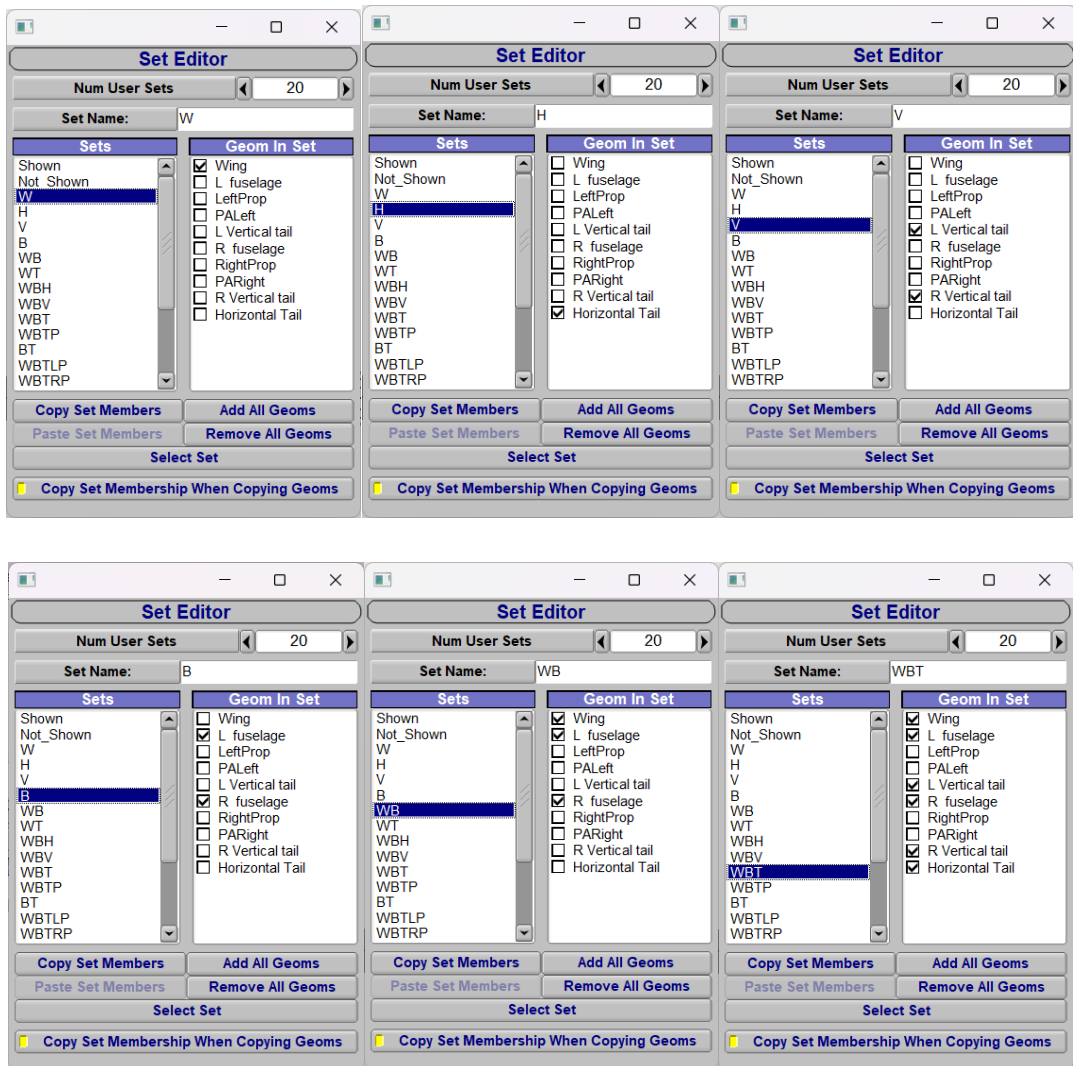 Set Editor
Num User Sets 20
Set Name: W
Sets Geom In Set
Shown Wing
Not_Shown L fuselage
W LeftProp
H PALeft
V L Vertical tail
B R fuselage
WB RightProp
WT PARight
WBH R Vertical tail
WBV Horizontal Tail
WBT
WBTP
BT
WBTLP
WBTRP
Copy Set Members Add All Geoms
Paste Set Members Remove All Geoms
Select Set
Copy Set Membership When Copying Geoms
Set Editor
Num User Sets 20
Set Name: H
Sets Geom In Set
Shown Wing
Not_Shown L fuselage
W LeftProp
H PALeft
V L Vertical tail
B R fuselage
WB RightProp
WT PARight
WBH R Vertical tail
WBV Horizontal Tail
WBT
WBTP
BT
WBTLP
WBTRP
Copy Set Members Add All Geoms
Paste Set Members Remove All Geoms
Select Set
Copy Set Membership When Copying Geoms
Set Editor
Num User Sets 20
Set Name: V
Sets Geom In Set
Shown Wing
Not_Shown L fuselage
W LeftProp
H PALeft
V L Vertical tail
B R fuselage
WB RightProp
WT PARight
WBH R Vertical tail
WBV Horizontal Tail
WBT
WBTP
BT
WBTLP
WBTRP
Copy Set Members Add All Geoms
Paste Set Members Remove All Geoms
Select Set
Copy Set Membership When Copying Geoms
Set Editor
Num User Sets 20
Set Name: B
Sets Geom In Set
Shown Wing
Not_Shown L fuselage
W LeftProp
H PALeft
V L Vertical tail
B R fuselage
WB RightProp
WT PARight
WBH R Vertical tail
WBV Horizontal Tail
WBT
WBTP
BT
WBTLP
WBTRP
Copy Set Members Add All Geoms
Paste Set Members Remove All Geoms
Select Set
Copy Set Membership When Copying Geoms
Set Editor
Num User Sets 20
Set Name: WB
Sets Geom In Set
Shown Wing
Not_Shown L fuselage
W LeftProp
H PALeft
V L Vertical tail
B R fuselage
WB RightProp
WT PARight
WBH R Vertical tail
WBV Horizontal Tail
WBT
WBTP
BT
WBTLP
WBTRP
Copy Set Members Add All Geoms
Paste Set Members Remove All Geoms
Select Set
Copy Set Membership When Copying Geoms
Set Editor
Num User Sets 20
Set Name: WBT
Sets Geom In Set
Shown Wing
Not_Shown L fuselage
W LeftProp
H PALeft
V L Vertical tail
B R fuselage
WB RightProp
WT PARight
WBH R Vertical tail
WBV Horizontal Tail
WBT
WBTP
BT
WBTLP
WBTRP
Copy Set Members Add All Geoms
Paste Set Members Remove All Geoms
Select Set
Copy Set Membership When Copying Geoms